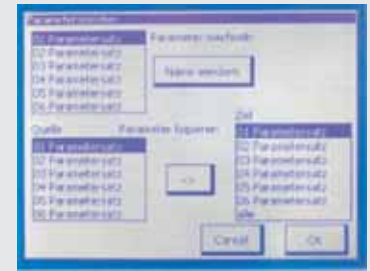 01 Parametersatz
02 Parametersatz
03 Parametersatz
04 Parametersatz
05 Parametersatz
06 Parametersatz
Parameter
Name aendern
Quelle
Parameter kopieren
Ziel
01 Parametersatz
02 Parametersatz
03 Parametersatz
04 Parametersatz
05 Parametersatz
06 Parametersatz
->
01 Parametersatz
02 Parametersatz
03 Parametersatz
04 Parametersatz
05 Parametersatz
06 Parametersatz
alle
Cancel
OK